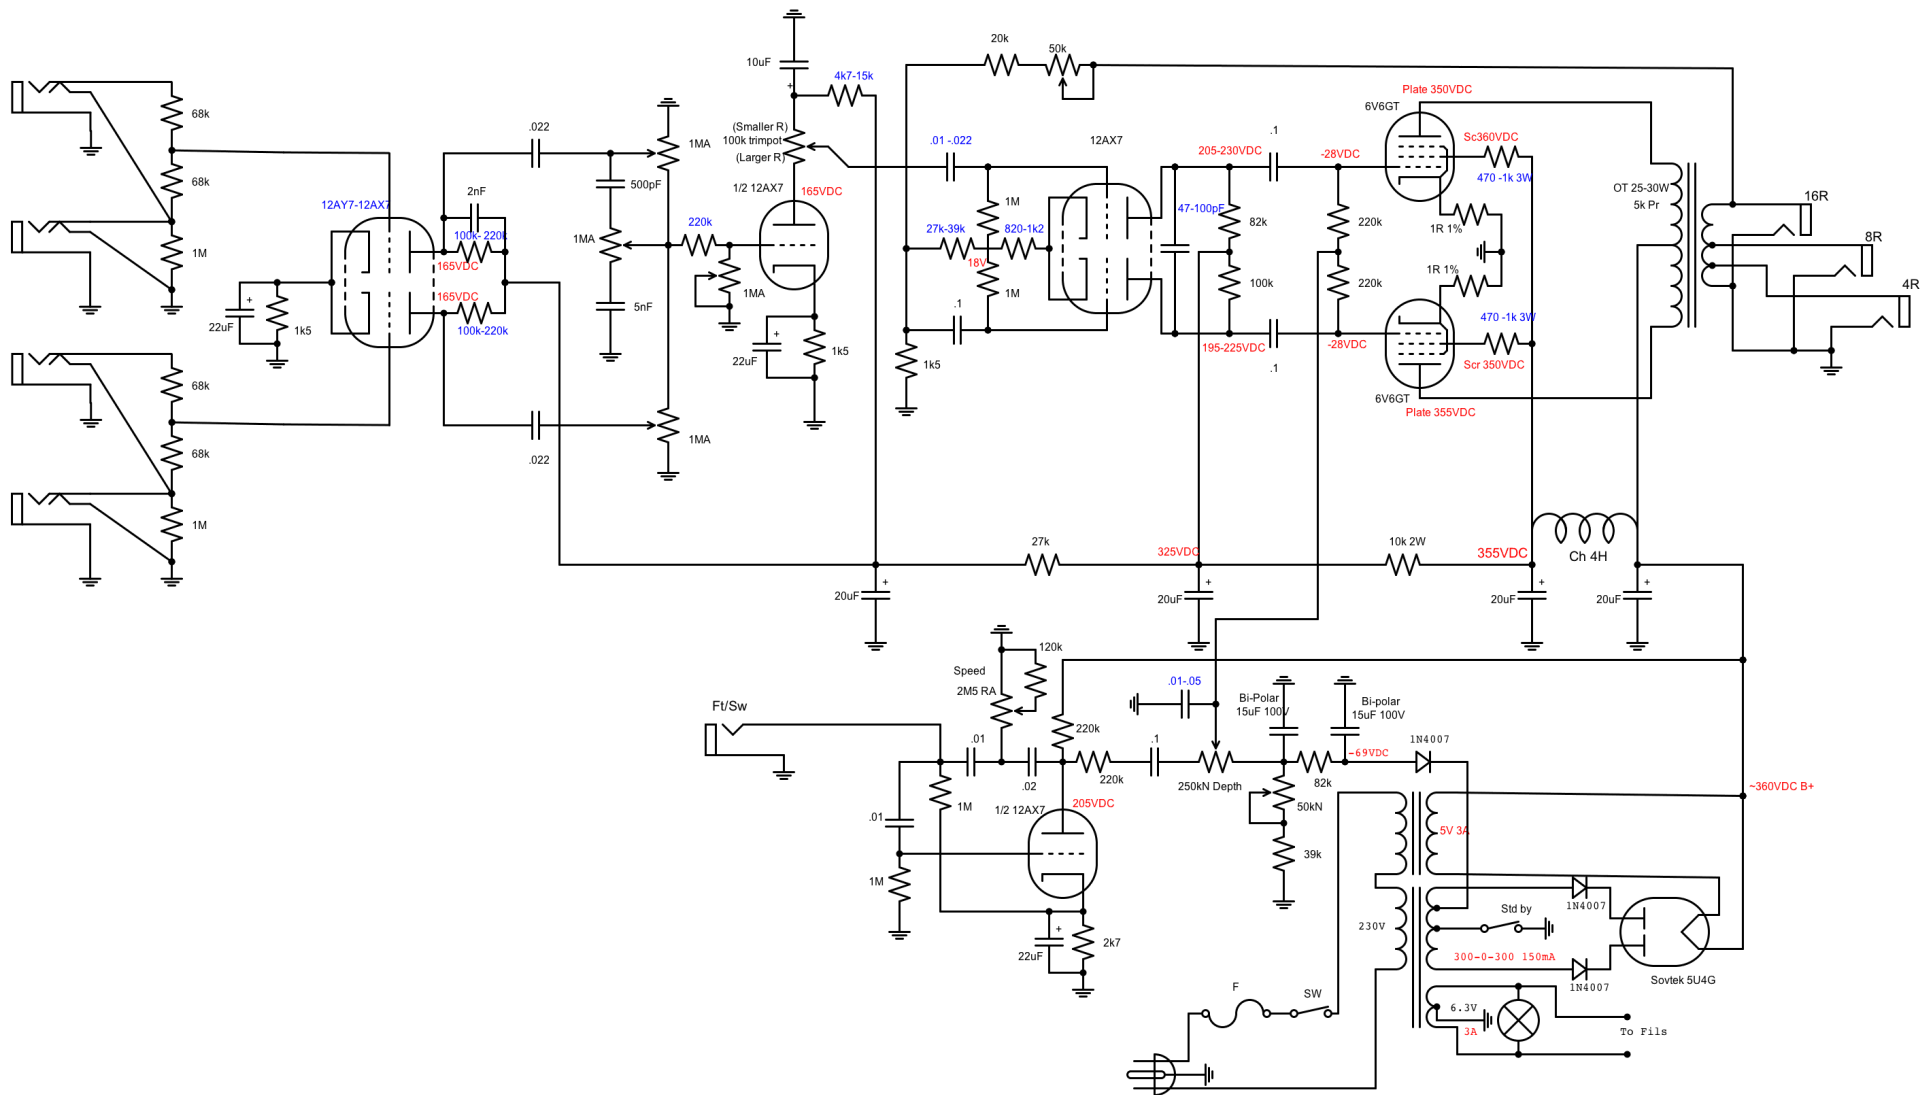 20k
50k
10uF
+
4k7-15k
Plate 350VDC
6V6GT
68k
.022
1MA
(Smaller R)
100k trimpot
(Larger R)
.01 -.022
12AX7
.1
205-230VDC
-28VDC
Sc360VDC
470 -1k 3W
68k
2nF
500pF
1/2 12AX7
165VDC
1M
47-100pF
82k
220k
OT 25-30W
5k Pr
16R
12AY7-12AX7
100k- 220k
1MA
220k
27k-39k
820-1k2
1R 1%
8R
1M
165VDC
18V
1R 1%
4R
165VDC
1MA
1M
100k
220k
+
22uF
1k5
100k-220k
5nF
.1
470 -1k 3W
+
22uF
1k5
1k5
195-225VDC
-28VDC
Scr 350VDC
.1
68k
6V6GT
Plate 355VDC
1MA
68k
.022
1M
27k
325VDC
10k 2W
355VDC
Ch 4H
+
20uF
+
20uF
+
20uF
+
20uF
120k
Speed
2M5 RA
.01-.05
Bi-Polar
15uF 100V
Bi-polar
15uF 100V
Ft/Sw
220k
.01
.02
220k
.1
250kN Depth
82k
-69VDC
1N4007
1M
1/2 12AX7
205VDC
50kN
~360VDC B+
.01
5V 3A
39k
1M
1N4007
Std by
230V
+
22uF
2k7
300-0-300 150mA
1N4007
Sovtek 5U4G
F
SW
6.3V
3A
To Fils